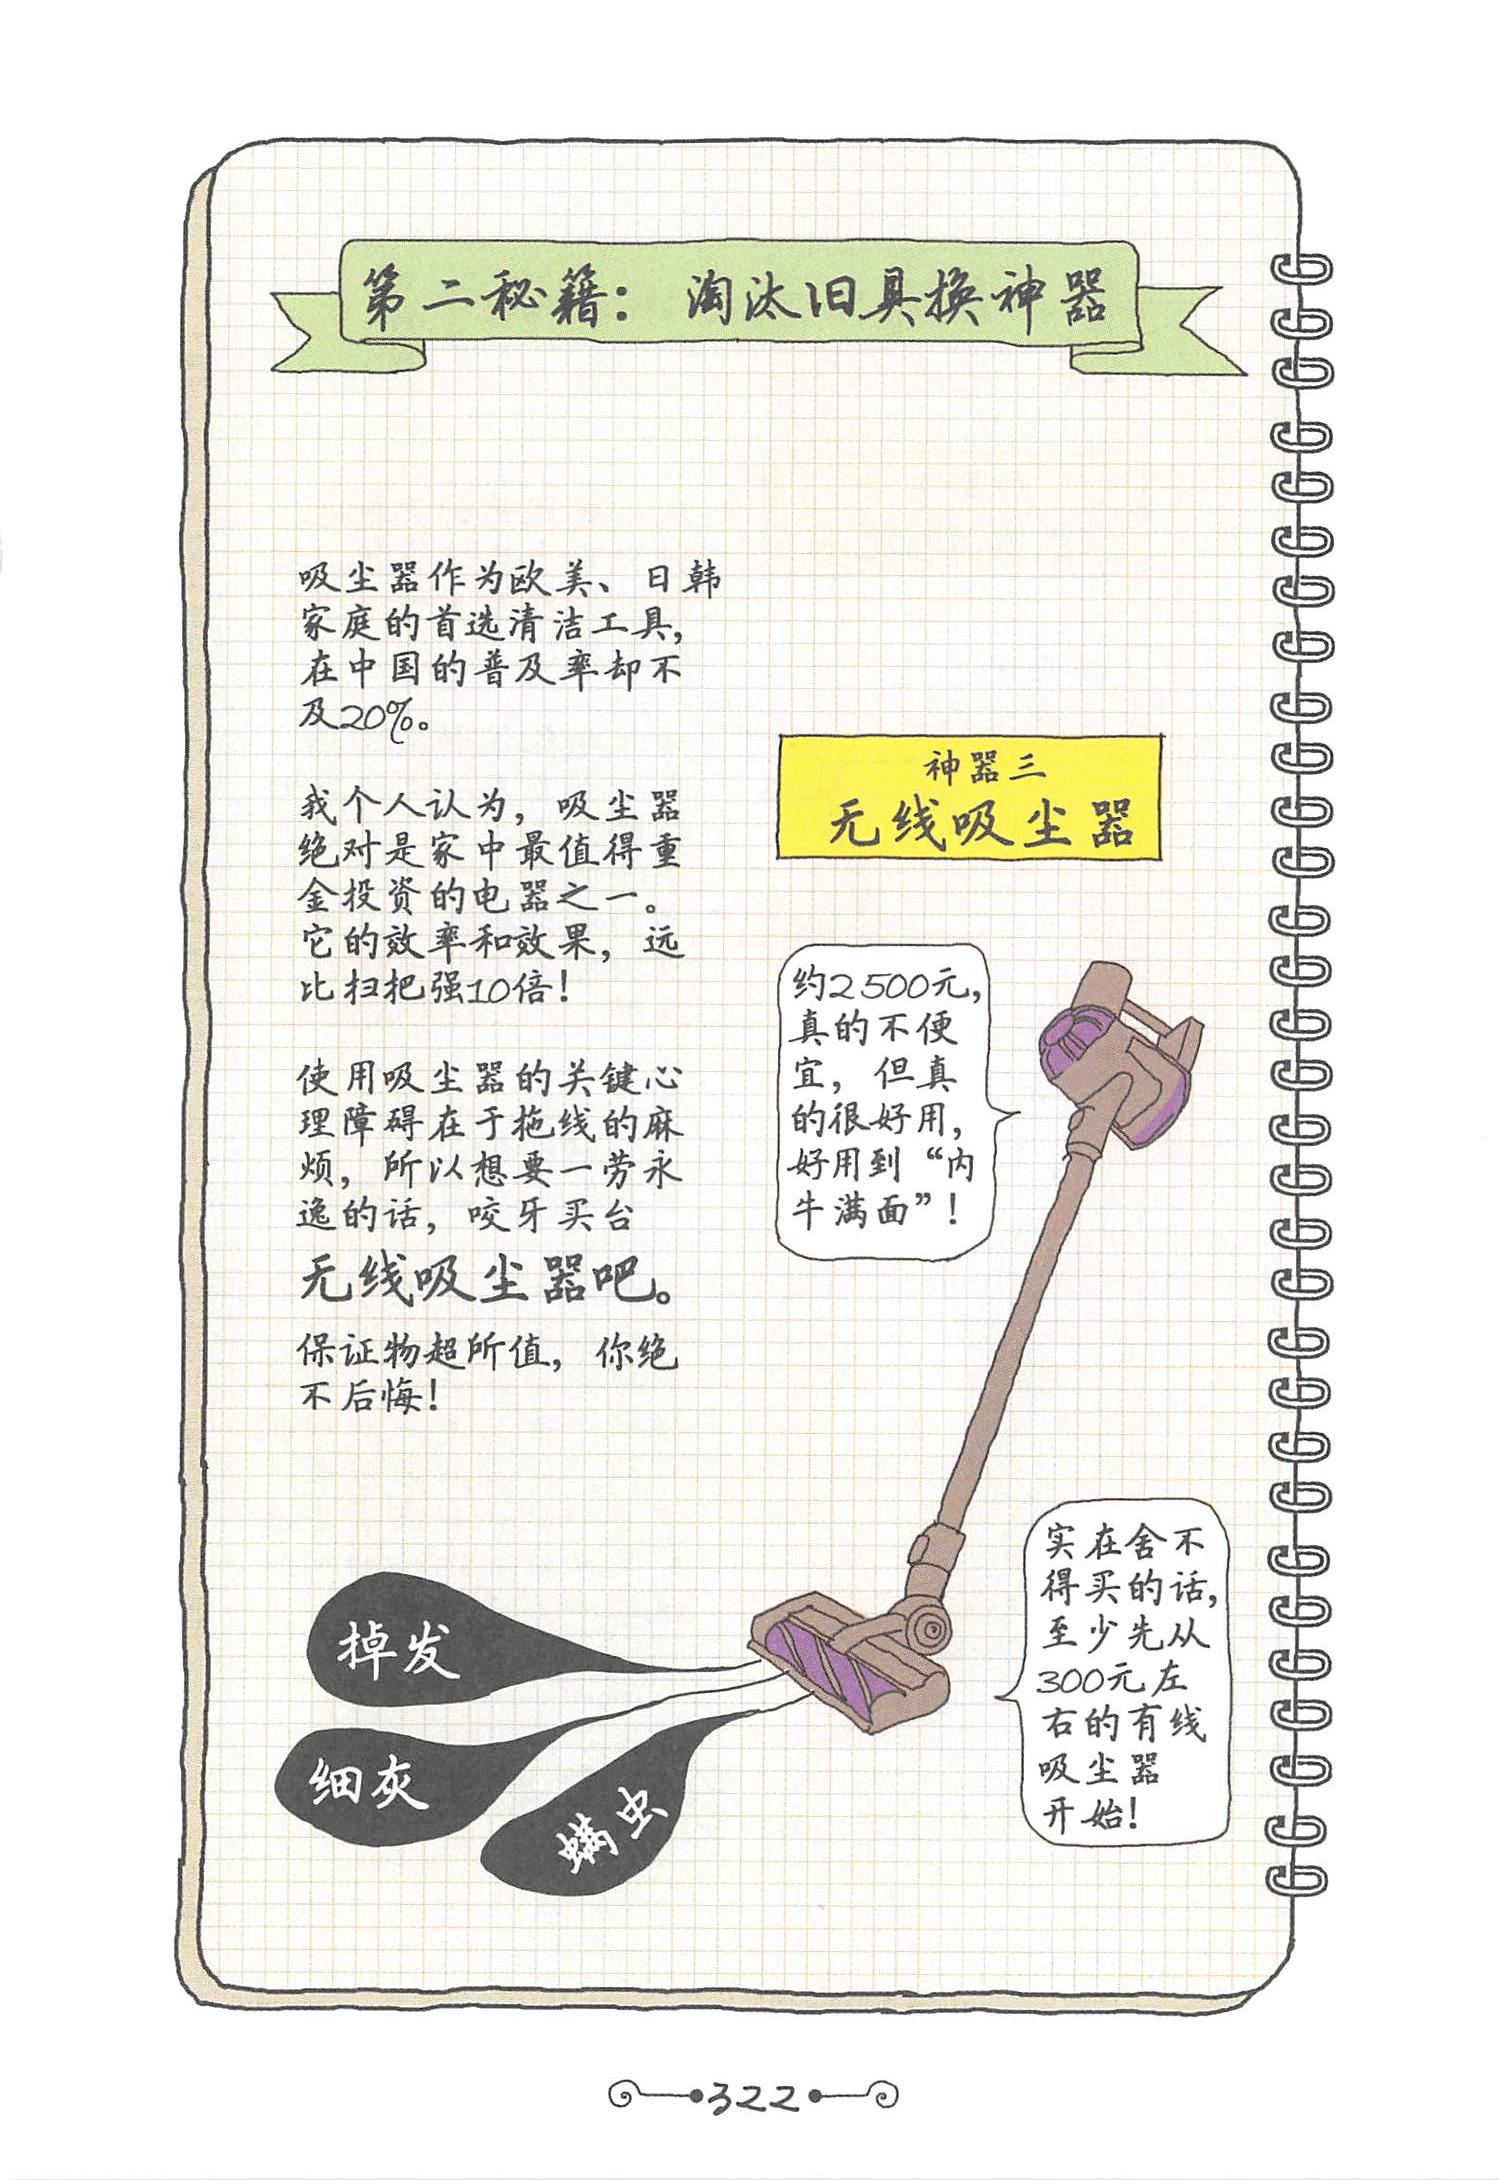 第二秘籍：淘汰旧具换神器
吸尘器作为欧美、日韩
家庭的首选清洁工具，
在中国的普及率却不
及20%。
我个人认为，吸尘器
绝对是家中最值得重
金投资的电器之一。
它的效率和效果，远
比扫把强10倍！
使用吸尘器的关键心
理障碍在于拖线的麻
烦，所以想要一劳永
逸的话，咬牙买台
无线吸尘器吧。
保证物超所值，你绝
不后悔！
神器三
无线吸尘器
约2500元，
真的不便
宜，但真
的很好用，
好用到“内
牛满面”！
实在舍不
得买的话，
至少先从
300元左
右的有线
吸尘器
开始！
掉发
细灰
螨虫
322